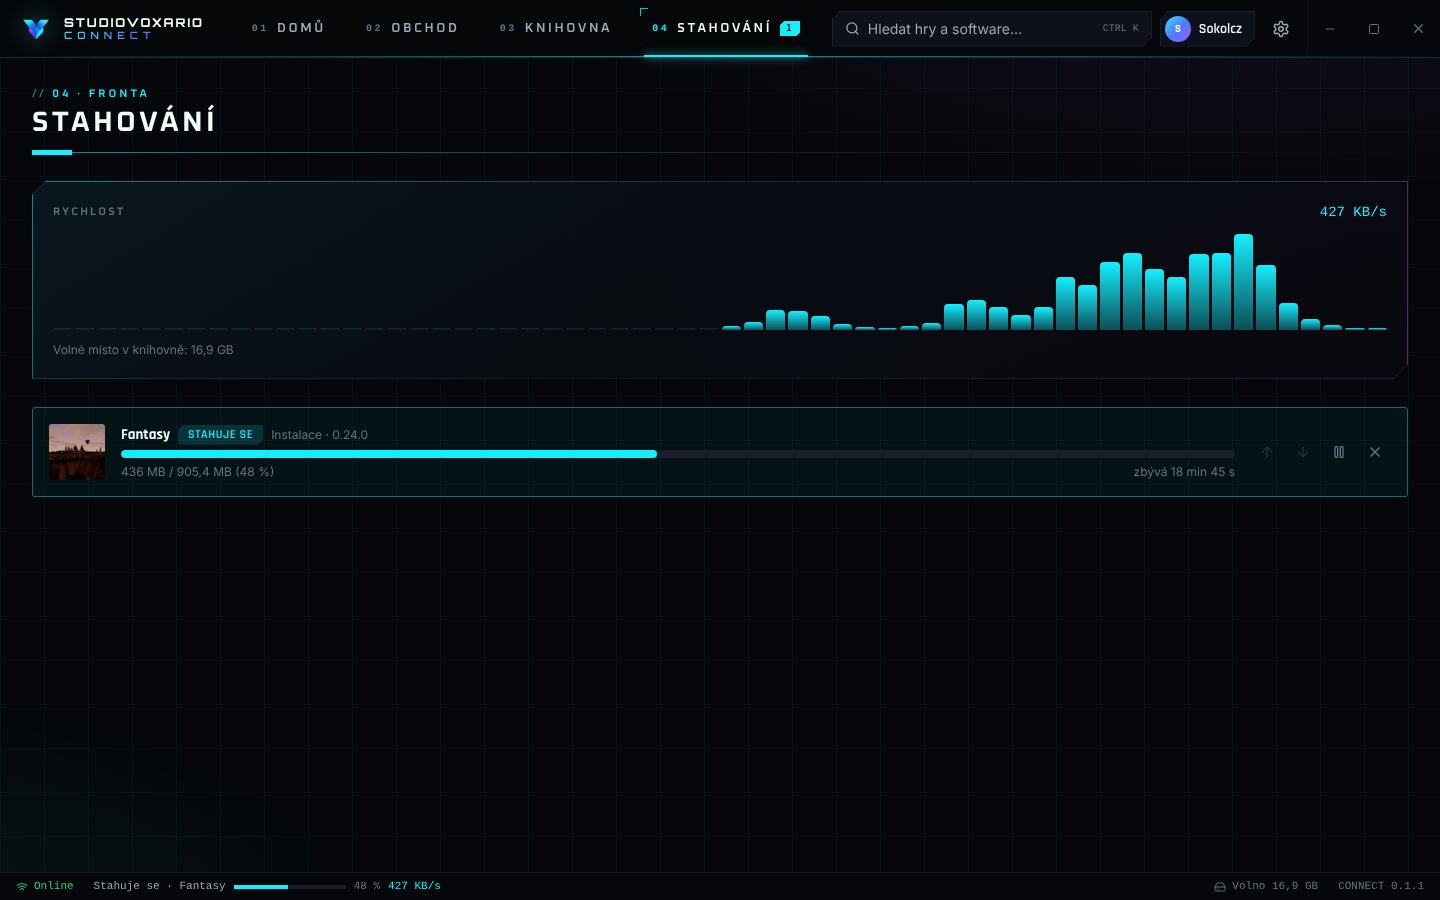 STUDIOVOXARIO
CONNECT
01 DOMŮ
02 OBCHOD
03 KNIHOVNA
04 STAHOVÁNÍ 1
Hledat hry a software... CTRL K
S Sokolcz
// 04 · FRONTA
STAHOVÁNÍ
RYCHLOST
427 KB/s
Volné místo v knihovně: 16,9 GB
Fantasy STAHUJE SE Instalace · 0.24.0
436 MB / 905,4 MB (48 %)
zbývá 18 min 45 s
Online Stahuje se · Fantasy 48 % 427 KB/s
Volno 16,9 GB CONNECT 0.1.1